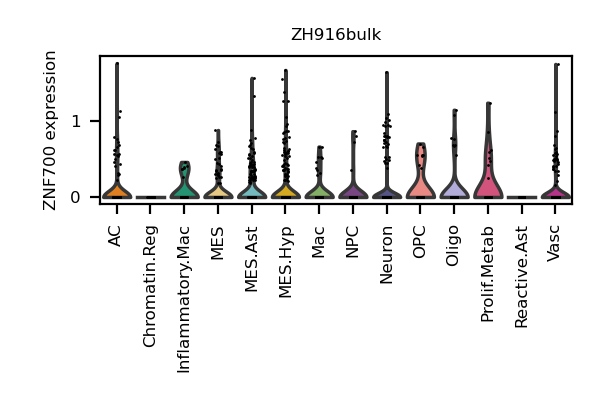 ZH916bulk
ZNF700 expression
1
0
AC
Chromatin.Reg
Inflammatory.Mac
MES
MES.Ast
MES.Hyp
Mac
NPC
Neuron
OPC
Oligo
Prolif.Metab
Reactive.Ast
Vasc